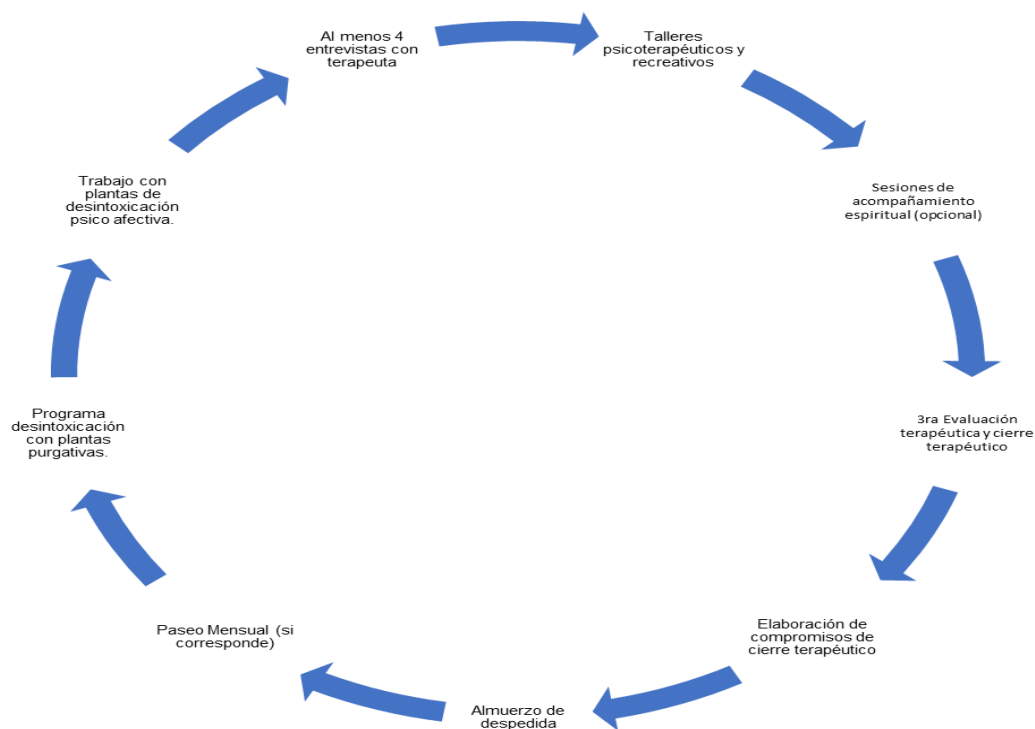 Al menos 4
entrevistas con
terapeuta
Talleres
psicoterapéuticos y
recreativos
Sesiones de
acompañamiento
espiritual (opcional)
3ra Evaluación
terapéutica y cierre
terapéutico
Elaboración de
compromisos de
cierre terapéutico
Almuerzo de
despedida
Paseo Mensual (si
corresponde)
Programa
desintoxicación
con plantas
purgativas.
Trabajo con
plantas de
desintoxicación
psico afectiva.